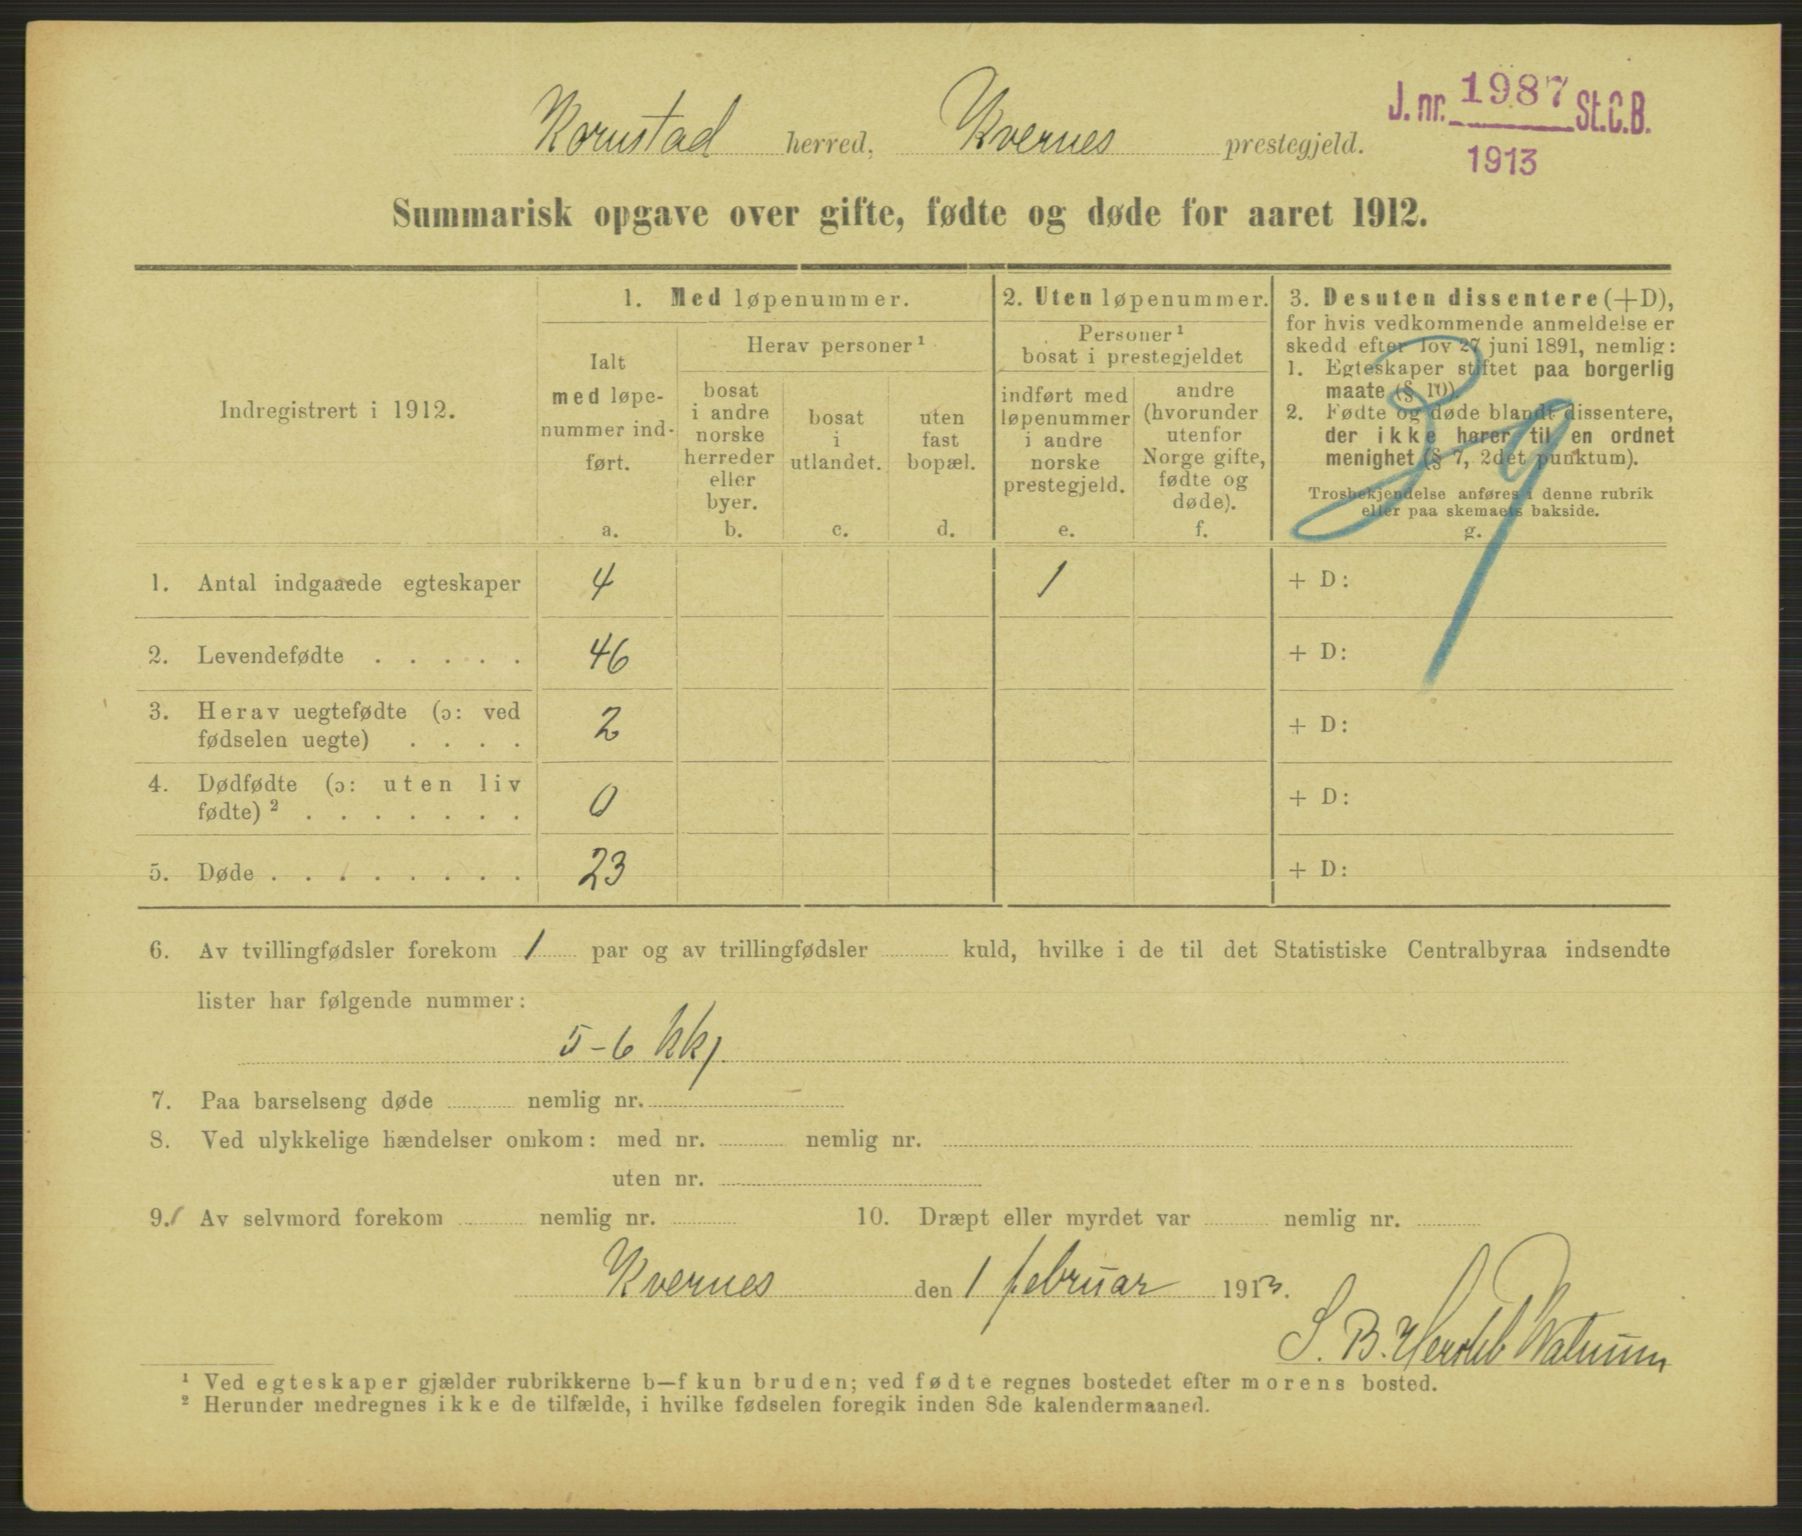 J. nr. 1987 St.C.B.
1913
Kornstad herred, Kvernes prestegjeld.
Summarisk opgave over gifte, fødte og døde for aaret 1912.
Indregistrert i 1912.
1. Med løpenummer.
Ialt
med løpe-
nummer ind-
ført.
a.
Herav personer ¹
bosat
i andre
norske
herreder
eller
byer.
b.
bosat
i
utlandet.
c.
uten
fast
bopæl.
d.
2. Uten løpenummer.
Personer ¹
bosat i prestegjeldet
indført med
løpenummer
i andre
norske
prestegjeld.
e.
andre
(hvorunder
utenfor
Norge gifte,
fødte og
døde).
f.
3. Desuten dissentere (+D),
for hvis vedkommende anmeldelse er
skedd efter lov 27 juni 1891, nemlig:
1. Egteskaper stiftet paa borgerlig
maate (§ 10).
2. Fødte og døde blandt dissentere,
der ikke hører til en ordnet
menighet (§ 7, 2det punktum).
Trosbekjendelse anføres i denne rubrik
eller paa skemaets bakside.
g.
1. Antal indgaaede egteskaper 4 1 + D:
2. Levendefødte . . . . . 46 + D:
3. Herav uegtefødte (ɔ: ved
fødselen uegte) . . . . 2 + D:
4. Dødfødte (ɔ: uten liv
fødte) ² . . . . . . . 0 + D:
5. Døde . . . . . . . . 23 + D:
6. Av tvillingfødsler forekom 1 par og av trillingfødsler kuld, hvilke i de til det Statistiske Centralbyraa indsendte
lister har følgende nummer:
5-6 kkj.
7. Paa barselseng døde nemlig nr.
8. Ved ulykkelige hændelser omkom: med nr. nemlig nr.
uten nr.
9. Av selvmord forekom nemlig nr. 10. Dræpt eller myrdet var nemlig nr.
Kvernes den 1 februar 1913.
S. B. Hersleb Walnum
¹ Ved egteskaper gjælder rubrikkerne b—f kun bruden; ved fødte regnes bostedet efter morens bosted.
² Herunder medregnes ikke de tilfælde, i hvilke fødselen foregik inden 8de kalendermaaned.